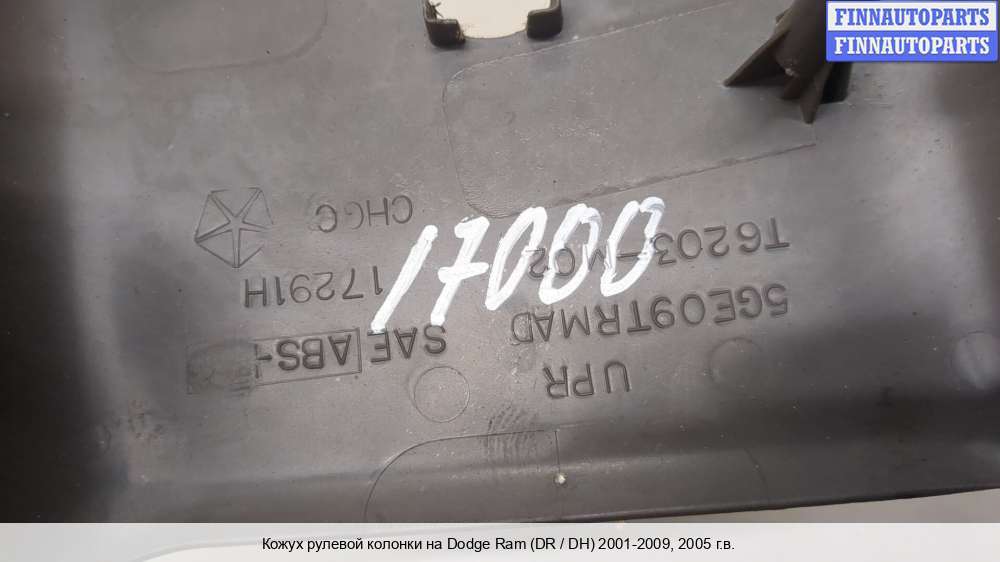 FINNAUTOPARTS
FINNAUTOPARTS
UPR
5GE09TRMAD
T6203-M02
17000
SAE ABS
17291H
CHGC
Кожух рулевой колонки на Dodge Ram (DR / DH) 2001-2009, 2005 г.в.